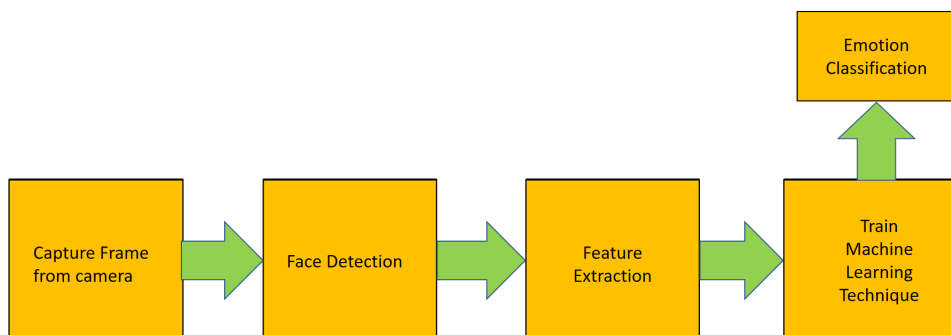 Emotion
Classification
Capture Frame
from camera
Face Detection
Feature
Extraction
Train
Machine
Learning
Technique